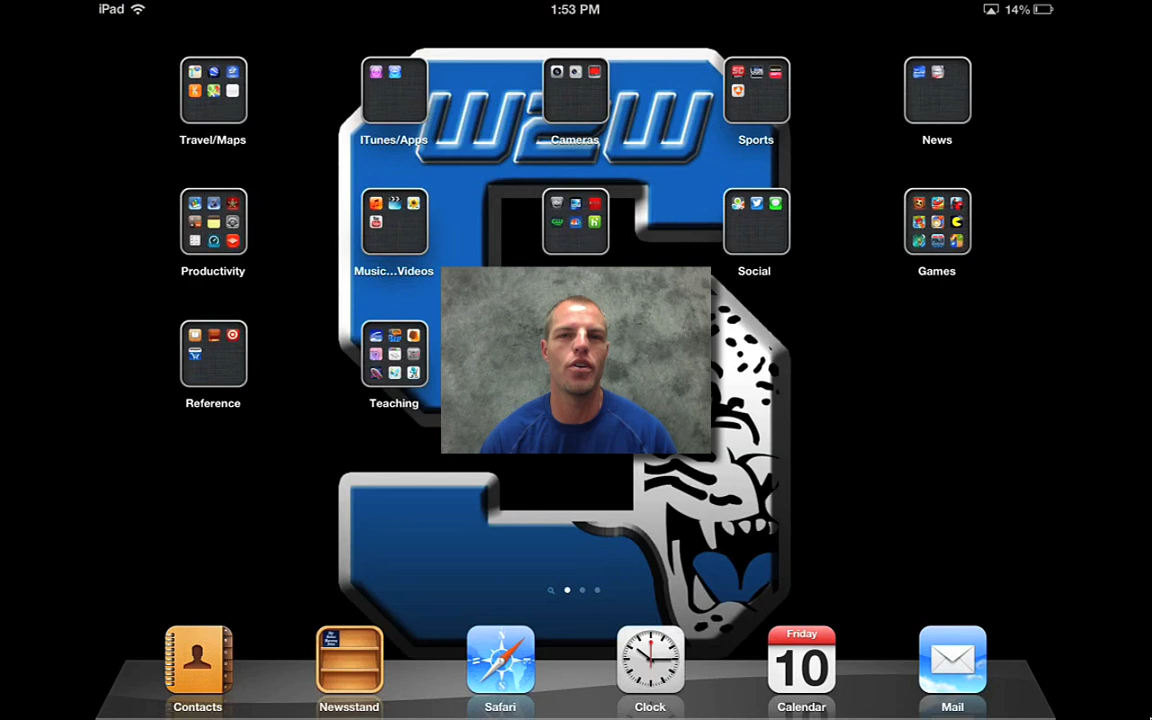 iPad 1:53 PM 14%
W2W
Travel/Maps ITunes/Apps Cameras Sports News
Productivity Music...Videos Social Games
Reference Teaching
Friday
10
Contacts Newsstand Safari Clock Calendar Mail